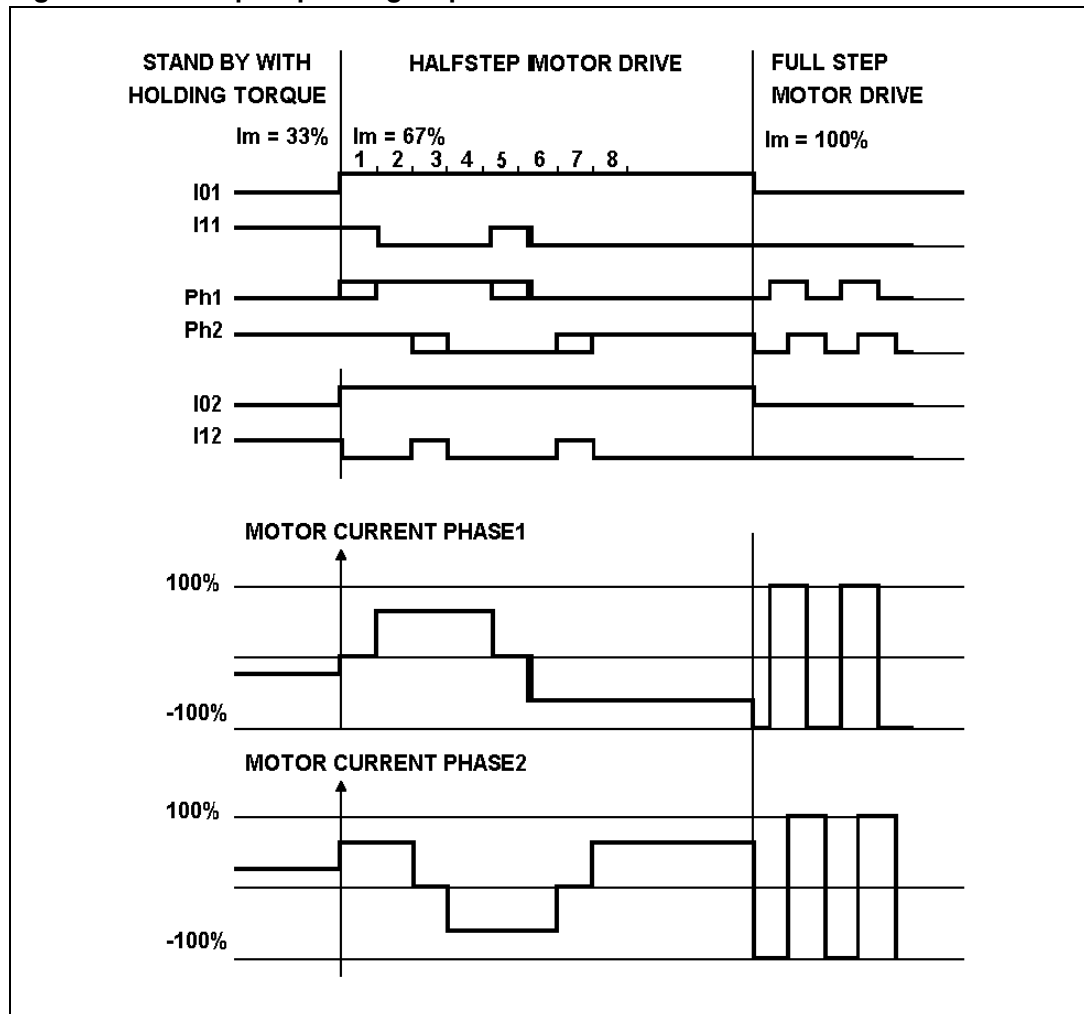 STAND BY WITH
HOLDING TORQUE
HALFSTEP MOTOR DRIVE
FULL STEP
MOTOR DRIVE
Im = 33%
Im = 67%
Im = 100%
1 2 3 4 5 6 7 8
I01
I11
Ph1
Ph2
I02
I12
MOTOR CURRENT PHASE1
100%
-100%
MOTOR CURRENT PHASE2
100%
-100%